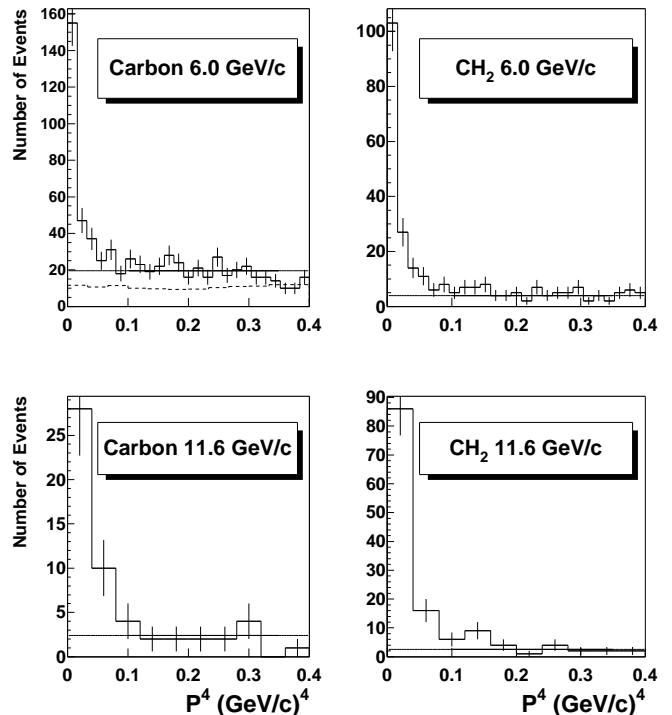 Number of Events
160
140
120
100
80
60
40
20
0
Carbon 6.0 GeV/c
0 0.1 0.2 0.3 0.4
100
80
60
40
20
0
CH₂ 6.0 GeV/c
0 0.1 0.2 0.3 0.4
Number of Events
25
20
15
10
5
0
Carbon 11.6 GeV/c
0 0.1 0.2 0.3 0.4
P⁴ (GeV/c)⁴
90
80
70
60
50
40
30
20
10
0
CH₂ 11.6 GeV/c
0 0.1 0.2 0.3 0.4
P⁴ (GeV/c)⁴